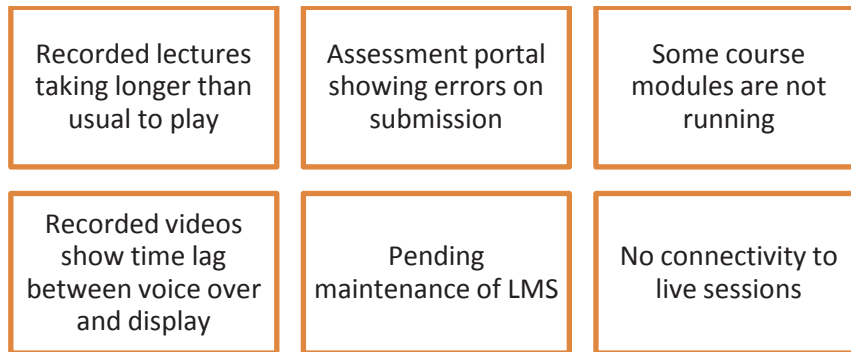 Recorded lectures
taking longer than
usual to play
Assessment portal
showing errors on
submission
Some course
modules are not
running
Recorded videos
show time lag
between voice over
and display
Pending
maintenance of LMS
No connectivity to
live sessions